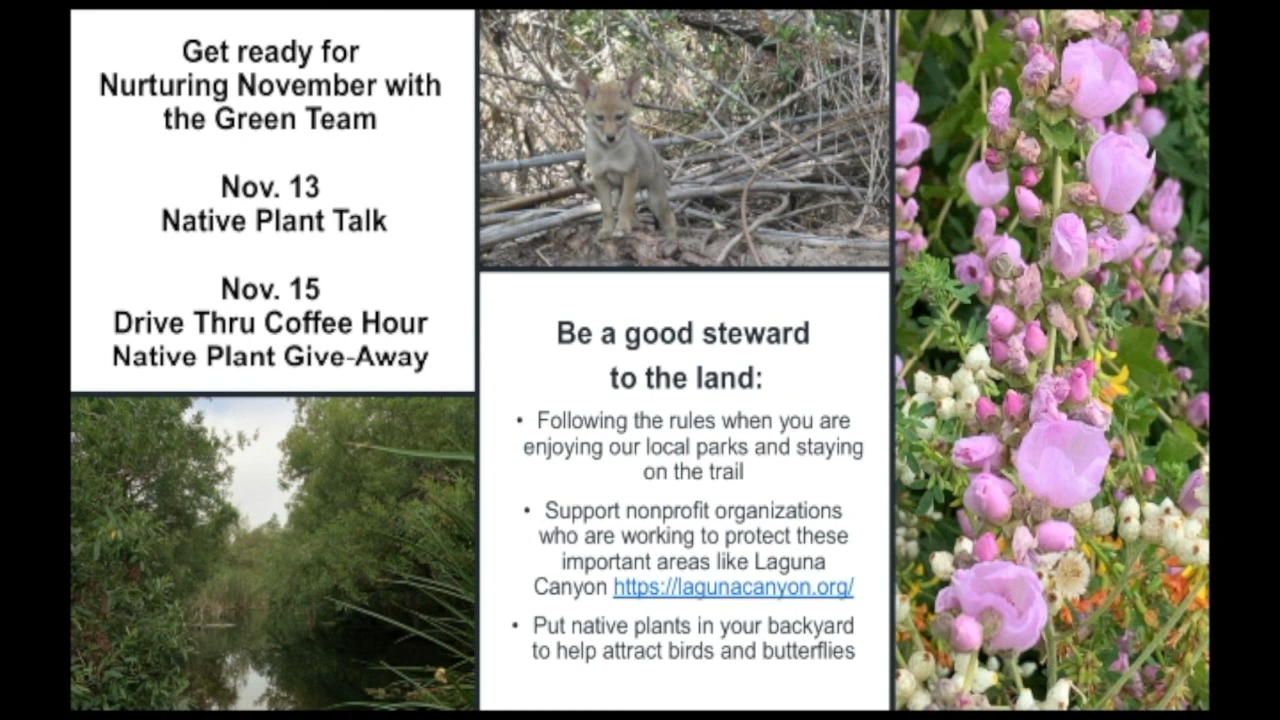 Get ready for
Nurturing November with
the Green Team
Nov. 13
Native Plant Talk
Nov. 15
Drive Thru Coffee Hour
Native Plant Give-Away
Be a good steward
to the land:
• Following the rules when you are
enjoying our local parks and staying
on the trail
• Support nonprofit organizations
who are working to protect these
important areas like Laguna
Canyon https://lagunacanyon.org/
• Put native plants in your backyard
to help attract birds and butterflies